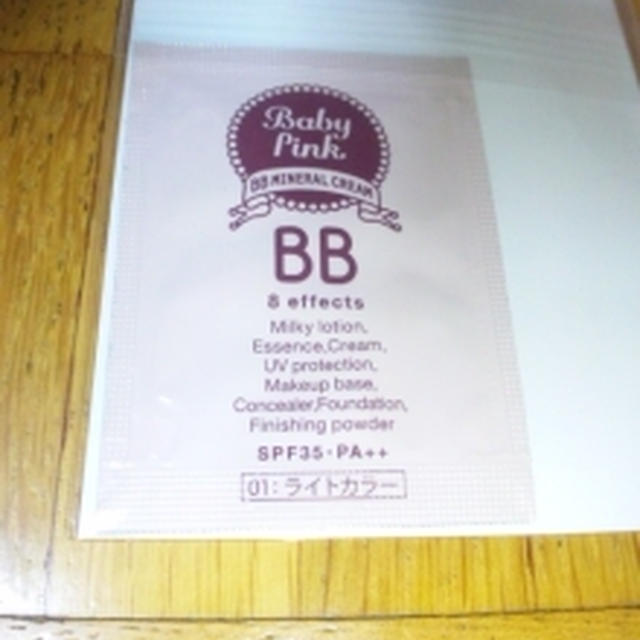 Baby
Pink
BB MINERAL CREAM
BB
8 effects
Milky lotion,
Essence,Cream,
UV protection,
Makeup base,
Concealer,Foundation,
Finishing powder
SPF35・PA++
01:ライトカラー